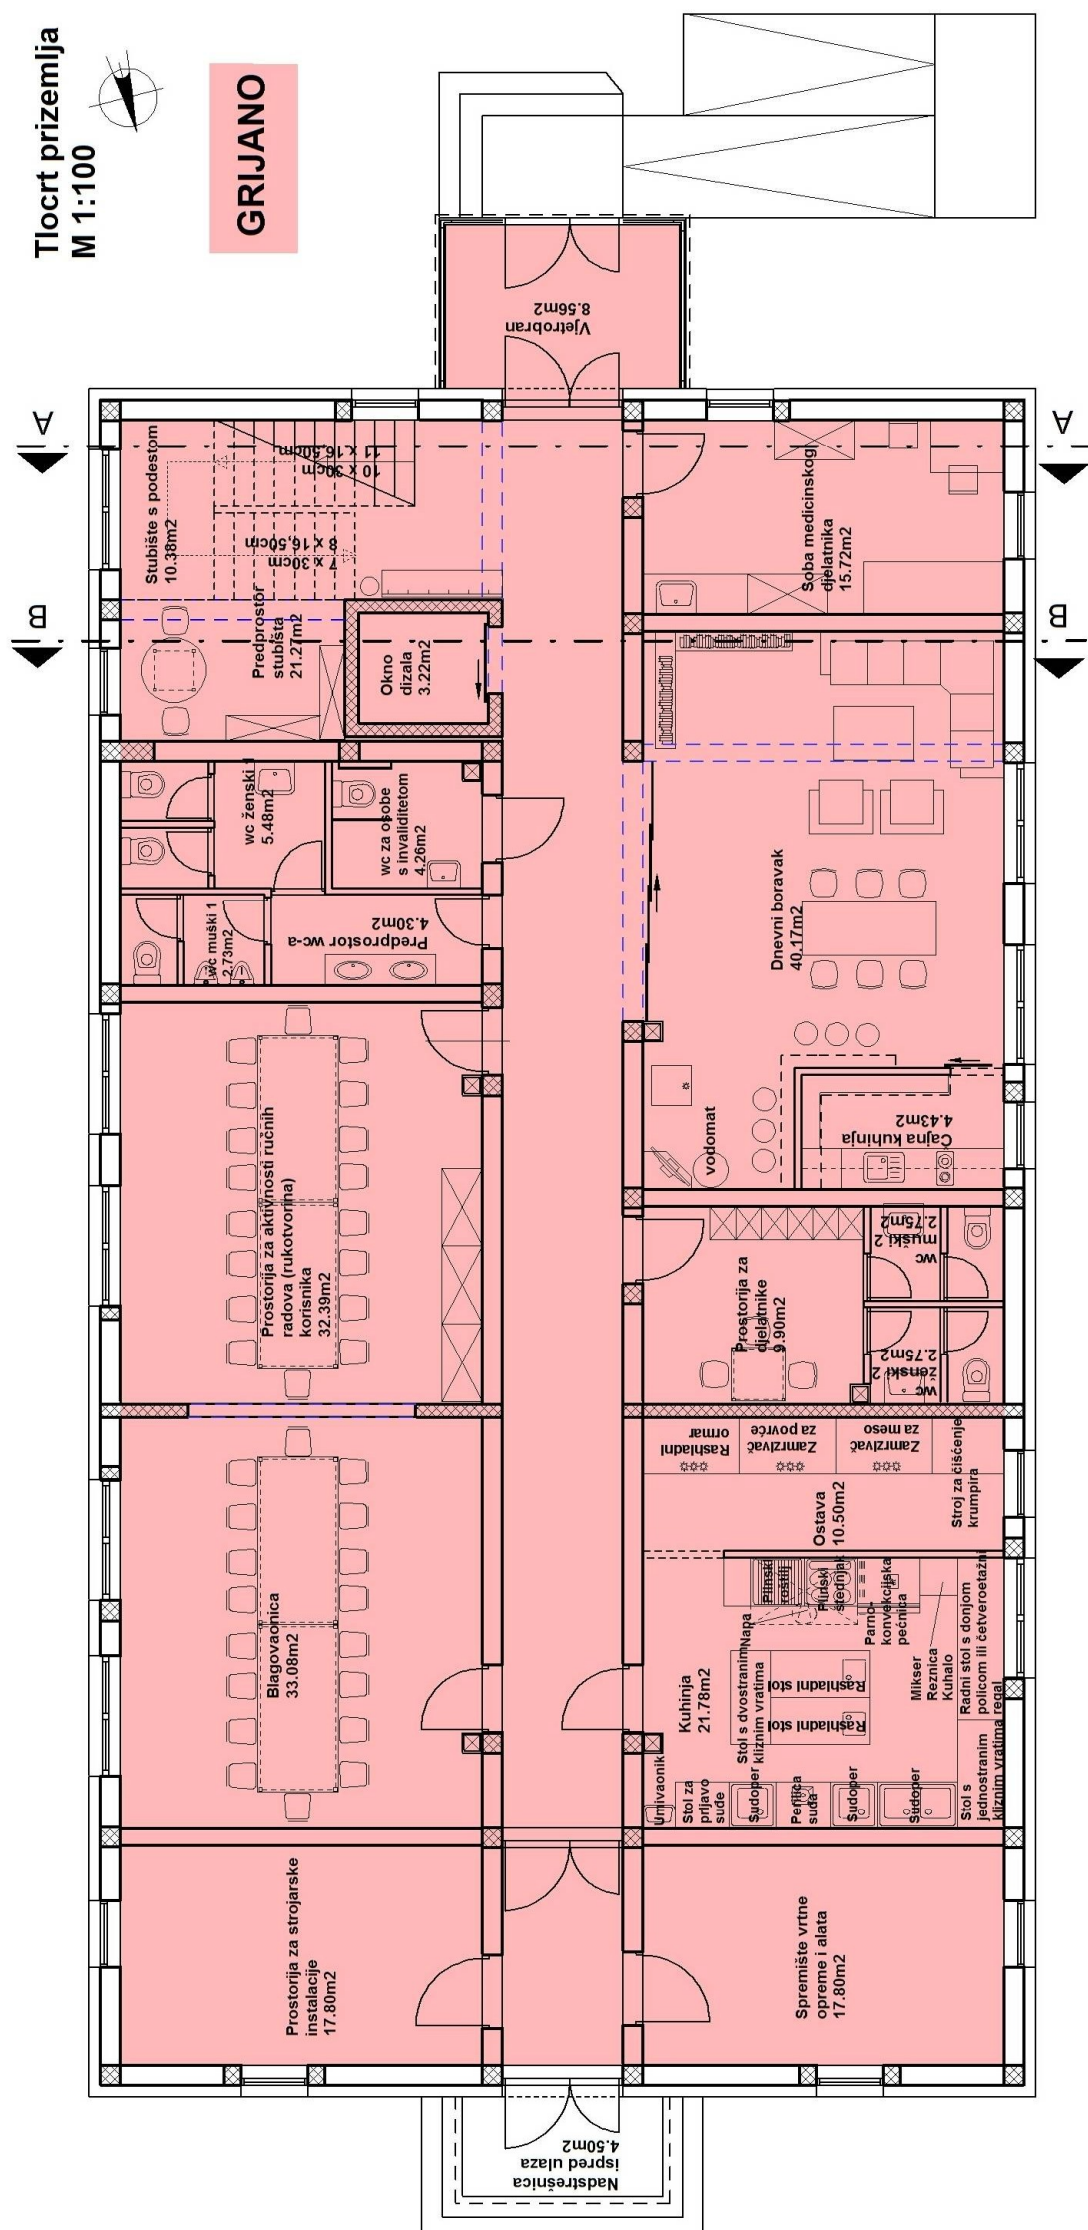 Tlocrt prizemlja
M 1:100
GRIJANO
A
A
B
B
Vjetrobran
8.56m2
Stubište s podestom
10.38m2
10 x 30cm
11 x 16,50cm
7 x 30cm
8 x 16,50cm
Predprostor
stubišta
21.27m2
Okno
dizala
3.22m2
Soba medicinskog
djelatnika
15.72m2
wc ženski 1
5.48m2
wc za osobe
s invaliditetom
4.26m2
wc muški 1
2.73m2
Predprostor wc-a
4.30m2
Dnevni boravak
40.17m2
vodomat
Čajna kuhinja
4.43m2
Prostorija za aktivnosti ručnih
radova (rukotvorina)
korisnika
32.39m2
Prostorija za
djelatnike
9.90m2
wc
muški 2
2.75m2
wc
ženski 2
2.75m2
Blagovaonica
33.08m2
Rashladni
ormar
Zamrzivač
za povrće
Zamrzivač
za meso
Stroj za čišćenje
krumpira
Ostava
10.50m2
Kuhinja
21.78m2
Plinski
roštilj
Plinski
štednjak
Parno-
konvekcijska
pećnica
Napa
Stol s dvostranim
kliznim vratima
Rashladni stol
Rashladni stol
Mikser
Reznica
Kuhalo
Radni stol s donjom
policom ili četveroetažni
regal
Umivaonik
Stol za
prljavo
suđe
Sudoper
Perilica
suđa
Sudoper
Sudoper
Stol s
jednostranim
kliznim vratima
Prostorija za strojarske
instalacije
17.80m2
Spremište vrtne
opreme i alata
17.80m2
Nadstrešnica
ispred ulaza
4.50m2